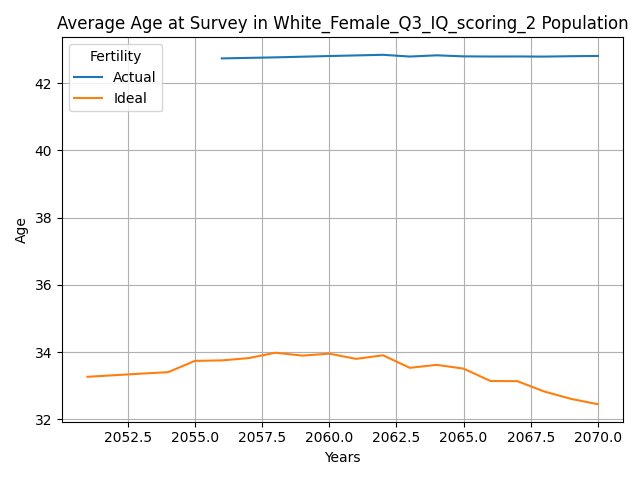 Average Age at Survey in White_Female_Q3_IQ_scoring_2 Population
Fertility
Actual
Ideal
42
40
38
36
34
32
Age
2052.5 2055.0 2057.5 2060.0 2062.5 2065.0 2067.5 2070.0
Years